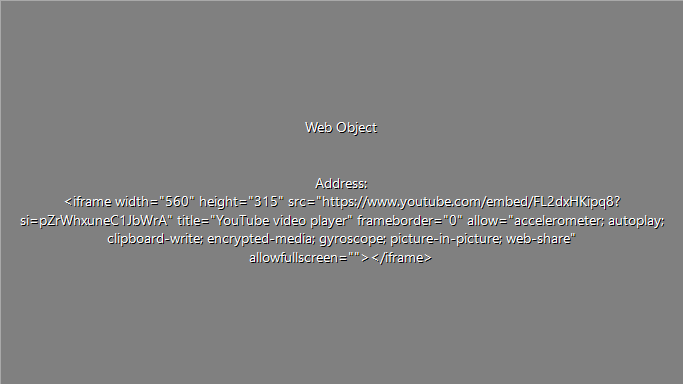 Web Object
Address:
<iframe width="560" height="315" src="https://www.youtube.com/embed/FL2dxHKipq8?
si=pZrWhxuneC1JbWrA" title="YouTube video player" frameborder="0" allow="accelerometer; autoplay;
clipboard-write; encrypted-media; gyroscope; picture-in-picture; web-share"
allowfullscreen=""></iframe>